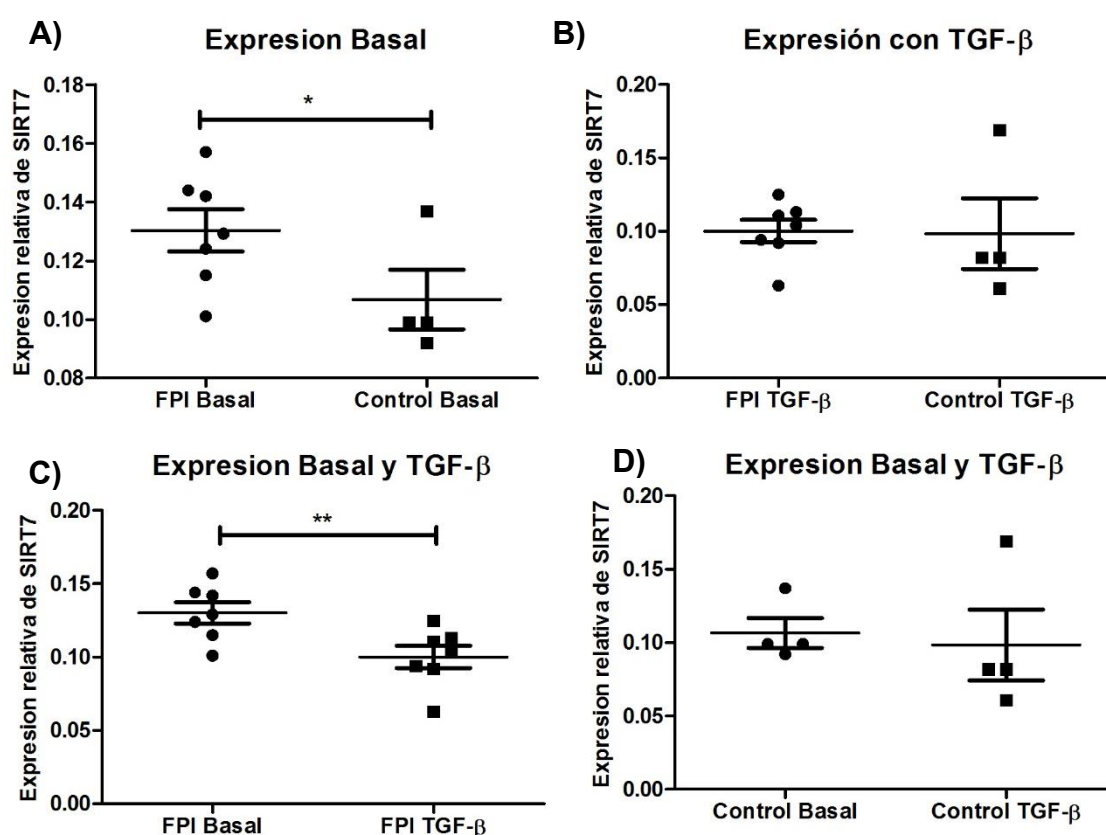 A)
Expresion Basal
Expresion relativa de SIRT7
0.18
0.16
0.14
0.12
0.10
0.08
*
FPI Basal
Control Basal
B)
Expresión con TGF-β
Expresion relativa de SIRT7
0.20
0.15
0.10
0.05
0.00
FPI TGF-β
Control TGF-β
C)
Expresion Basal y TGF-β
Expresion relativa de SIRT7
0.20
0.15
0.10
0.05
0.00
**
FPI Basal
FPI TGF-β
D)
Expresion Basal y TGF-β
Expresion relativa de SIRT7
0.20
0.15
0.10
0.05
0.00
Control Basal
Control TGF-β